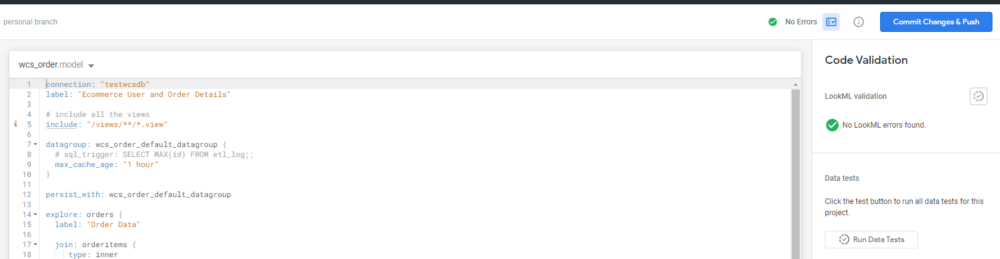 personal branch
No Errors
Commit Changes & Push
wcs_order.model
1 connection: "testwcsdb"
2 label: "Ecommerce User and Order Details"
3
4 # include all the views
5 include: "/views/**/*.view"
6
7 datagroup: wcs_order_default_datagroup {
8 # sql_trigger: SELECT MAX(id) FROM etl_log;;
9 max_cache_age: "1 hour"
10 }
11
12 persist_with: wcs_order_default_datagroup
13
14 explore: orders {
15 label: "Order Data"
16
17 join: orderitems {
18 type: inner
Code Validation
LookML validation
No LookML errors found.
Data tests
Click the test button to run all data tests for this
project.
Run Data Tests